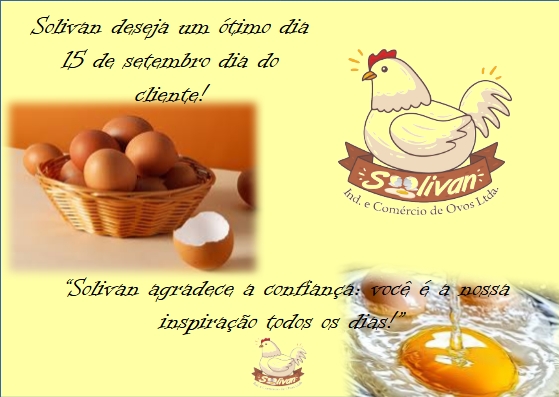 Solivan deseja um ótimo dia
15 de setembro dia do
cliente!
Solivan
Ind. e Comércio de Ovos Ltda.
“Solivan agradece a confiança: você é a nossa
inspiração todos os dias!”
Solivan